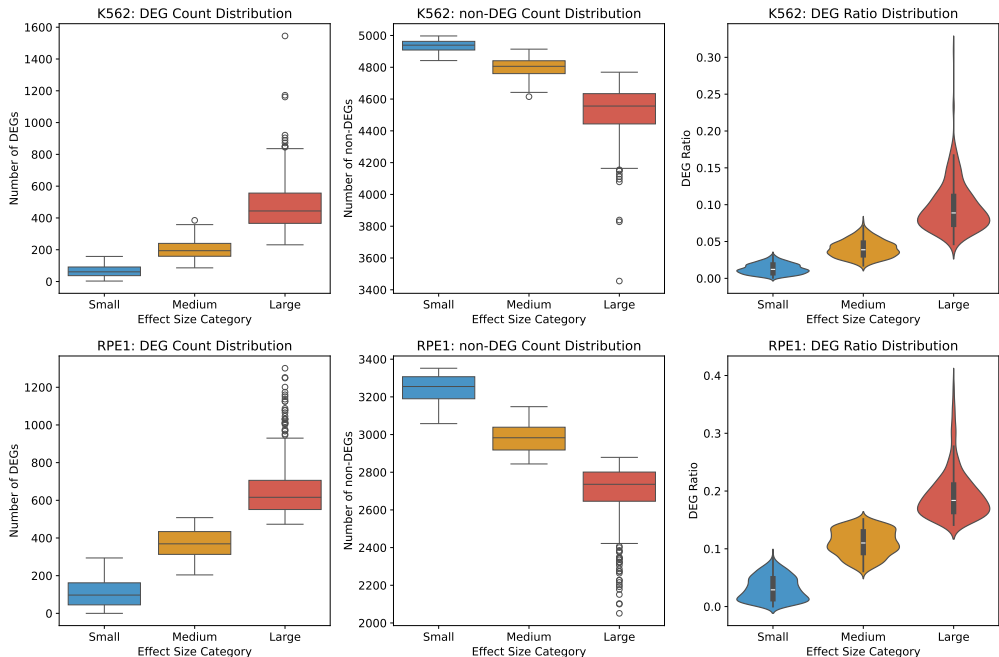 K562: DEG Count Distribution
Number of DEGs
1600
1400
1200
1000
800
600
400
200
0
Small
Medium
Large
Effect Size Category
K562: non-DEG Count Distribution
Number of non-DEGs
5000
4800
4600
4400
4200
4000
3800
3600
3400
Small
Medium
Large
Effect Size Category
K562: DEG Ratio Distribution
DEG Ratio
0.30
0.25
0.20
0.15
0.10
0.05
0.00
Small
Medium
Large
Effect Size Category
RPE1: DEG Count Distribution
Number of DEGs
1200
1000
800
600
400
200
0
Small
Medium
Large
Effect Size Category
RPE1: non-DEG Count Distribution
Number of non-DEGs
3400
3200
3000
2800
2600
2400
2200
2000
Small
Medium
Large
Effect Size Category
RPE1: DEG Ratio Distribution
DEG Ratio
0.4
0.3
0.2
0.1
0.0
Small
Medium
Large
Effect Size Category